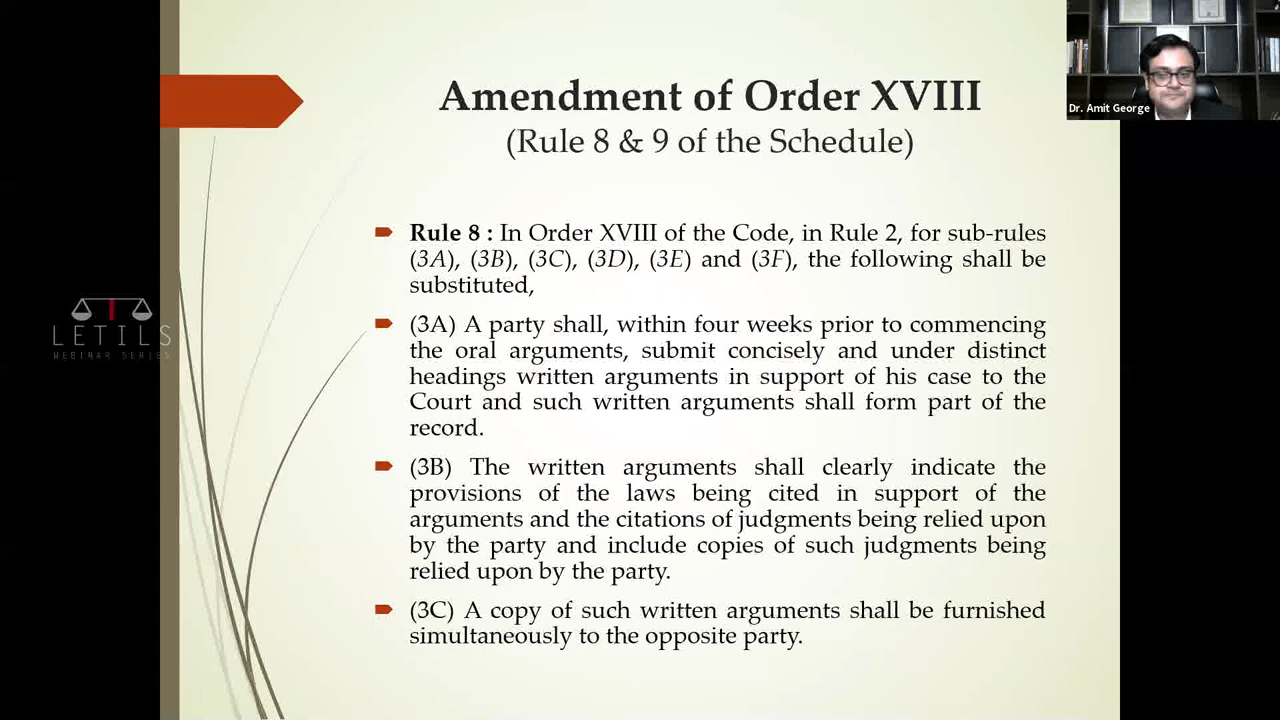 Amendment of Order XVIII
(Rule 8 & 9 of the Schedule)
Dr. Amit George
Rule 8 : In Order XVIII of the Code, in Rule 2, for sub-rules
(3A), (3B), (3C), (3D), (3E) and (3F), the following shall be
substituted,
(3A) A party shall, within four weeks prior to commencing
the oral arguments, submit concisely and under distinct
headings written arguments in support of his case to the
Court and such written arguments shall form part of the
record.
(3B) The written arguments shall clearly indicate the
provisions of the laws being cited in support of the
arguments and the citations of judgments being relied upon
by the party and include copies of such judgments being
relied upon by the party.
(3C) A copy of such written arguments shall be furnished
simultaneously to the opposite party.
LETILS
WEBINAR SERIES